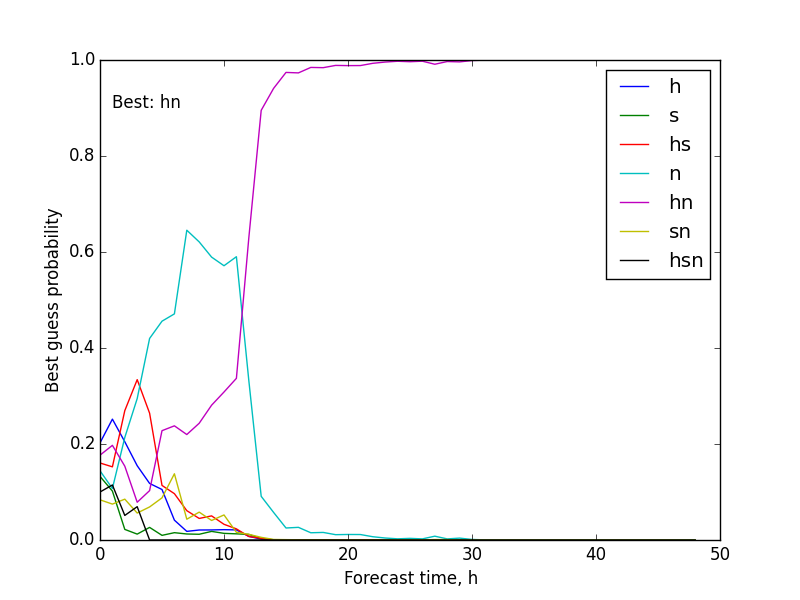 1.0
0.8
0.6
0.4
0.2
0.0
0
10
20
30
40
50
Best guess probability
Forecast time, h
Best: hn
h
s
hs
n
hn
sn
hsn